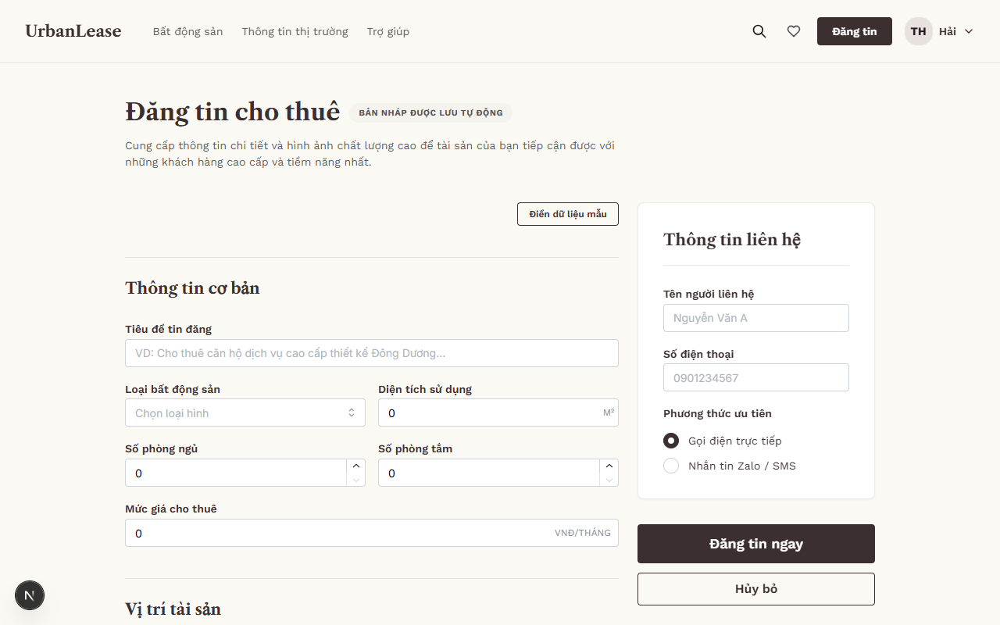 UrbanLease
Bất động sản
Thông tin thị trường
Trợ giúp
Đăng tin
TH
Hải
Đăng tin cho thuê
BẢN NHÁP ĐƯỢC LƯU TỰ ĐỘNG
Cung cấp thông tin chi tiết và hình ảnh chất lượng cao để tài sản của bạn tiếp cận được với
những khách hàng cao cấp và tiềm năng nhất.
Điền dữ liệu mẫu
Thông tin cơ bản
Tiêu đề tin đăng
VD: Cho thuê căn hộ dịch vụ cao cấp thiết kế Đông Dương...
Loại bất động sản
Diện tích sử dụng
Chọn loại hình
0
M²
Số phòng ngủ
Số phòng tắm
0
0
Mức giá cho thuê
0
VNĐ/THÁNG
Vị trí tài sản
Thông tin liên hệ
Tên người liên hệ
Nguyễn Văn A
Số điện thoại
0901234567
Phương thức ưu tiên
Gọi điện trực tiếp
Nhắn tin Zalo / SMS
Đăng tin ngay
Hủy bỏ
N